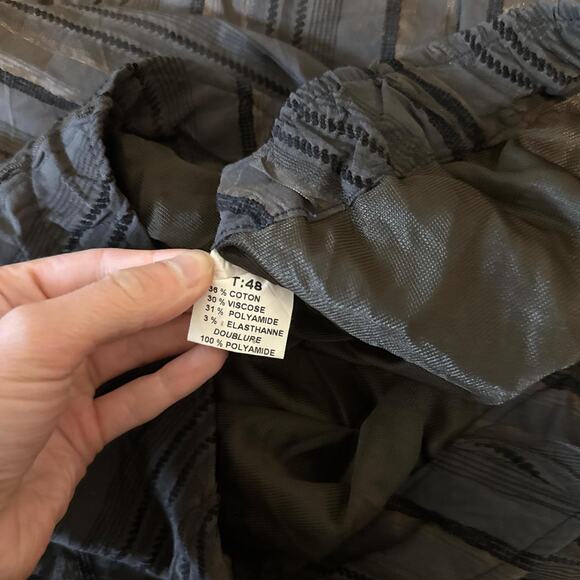 T:48
36 % COTON
30 % VISCOSE
31 % POLYAMIDE
3 % ELASTHANNE
DOUBLURE
100 % POLYAMIDE